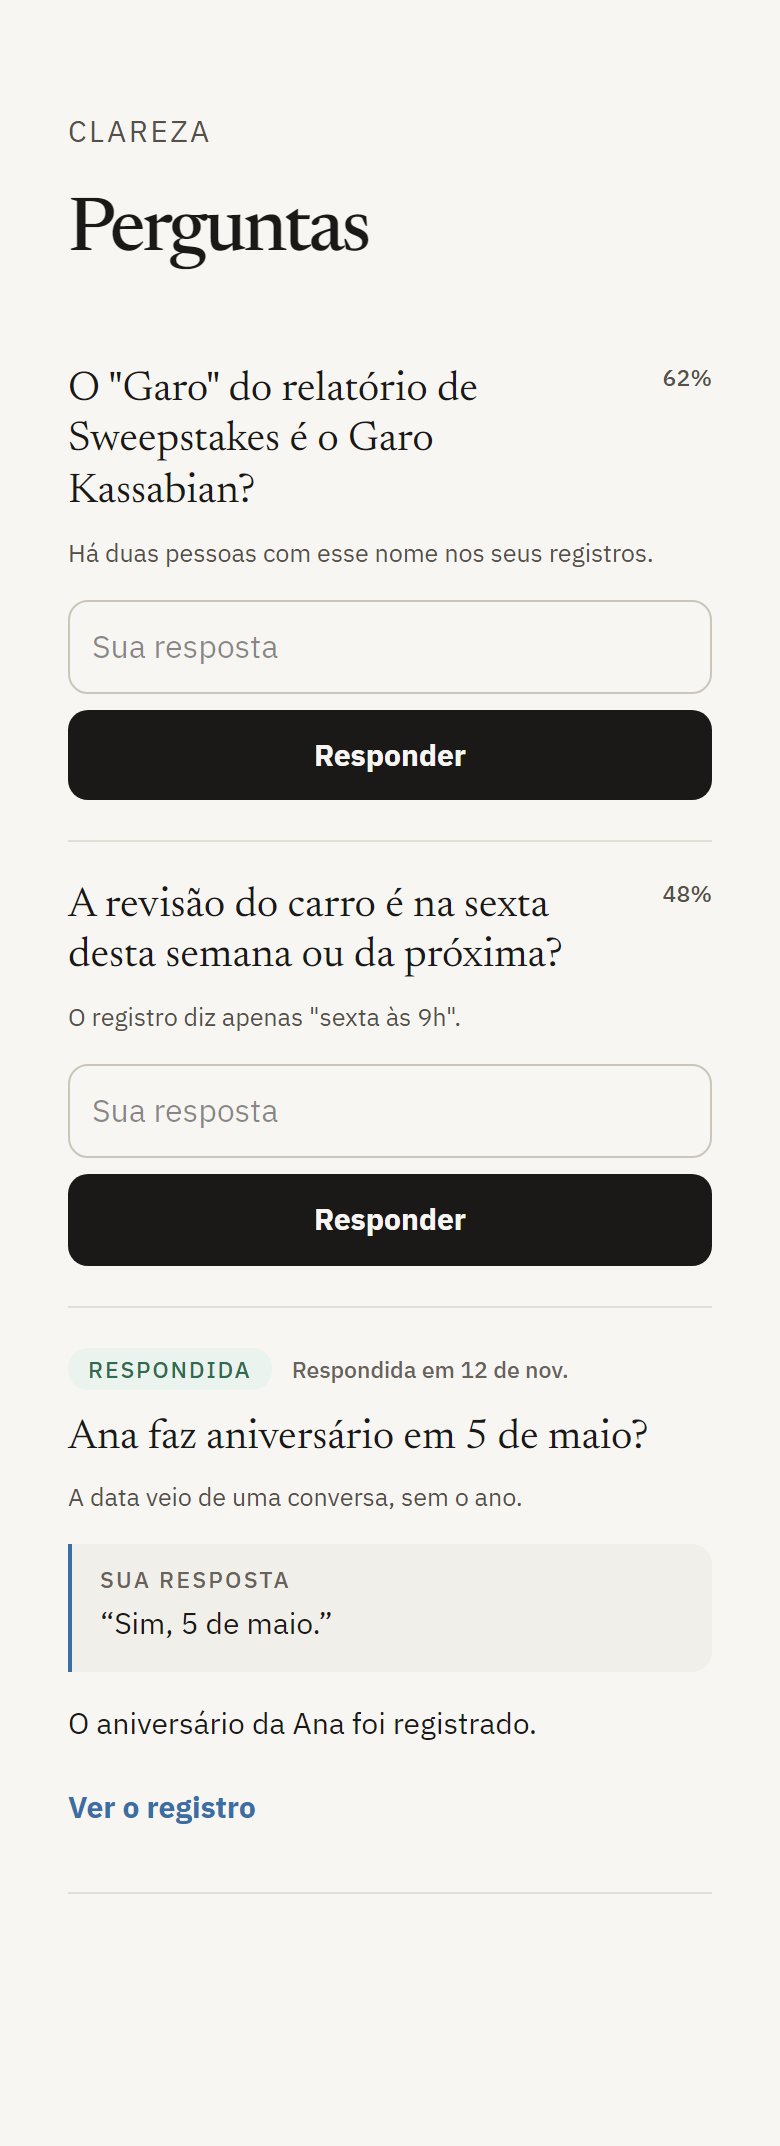 CLAREZA
Perguntas
O "Garo" do relatório de
62%
Sweepstakes é o Garo
Kassabian?
Há duas pessoas com esse nome nos seus registros.
Sua resposta
Responder
A revisão do carro é na sexta
48%
desta semana ou da próxima?
O registro diz apenas "sexta às 9h".
Sua resposta
Responder
RESPONDIDA
Respondida em 12 de nov.
Ana faz aniversário em 5 de maio?
A data veio de uma conversa, sem o ano.
SUA RESPOSTA
“Sim, 5 de maio.”
O aniversário da Ana foi registrado.
Ver o registro